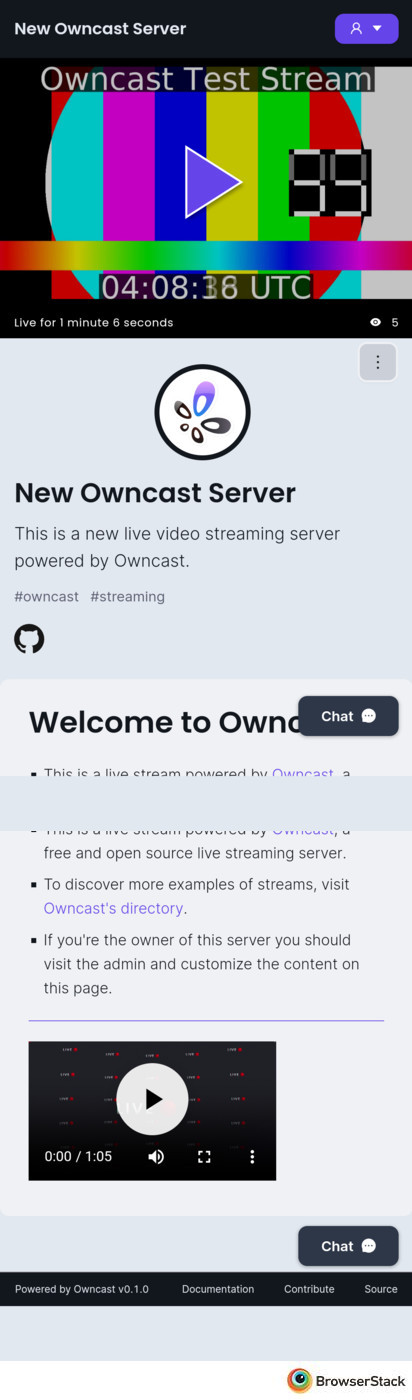 New Owncast Server
Owncast Test Stream
04:08: UTC
Live for 1 minute 6 seconds
5
New Owncast Server
This is a new live video streaming server
powered by Owncast.
#owncast #streaming
Welcome to Ownc
Chat
This is a live stream powered by Owncast, a
This is a live stream powered by Owncast, a
free and open source live streaming server.
To discover more examples of streams, visit
Owncast's directory.
If you're the owner of this server you should
visit the admin and customize the content on
this page.
LIVE LIVE LIVE LIVE LIVE
0:00 / 1:05
Chat
Powered by Owncast v0.1.0 Documentation Contribute Source
BrowserStack